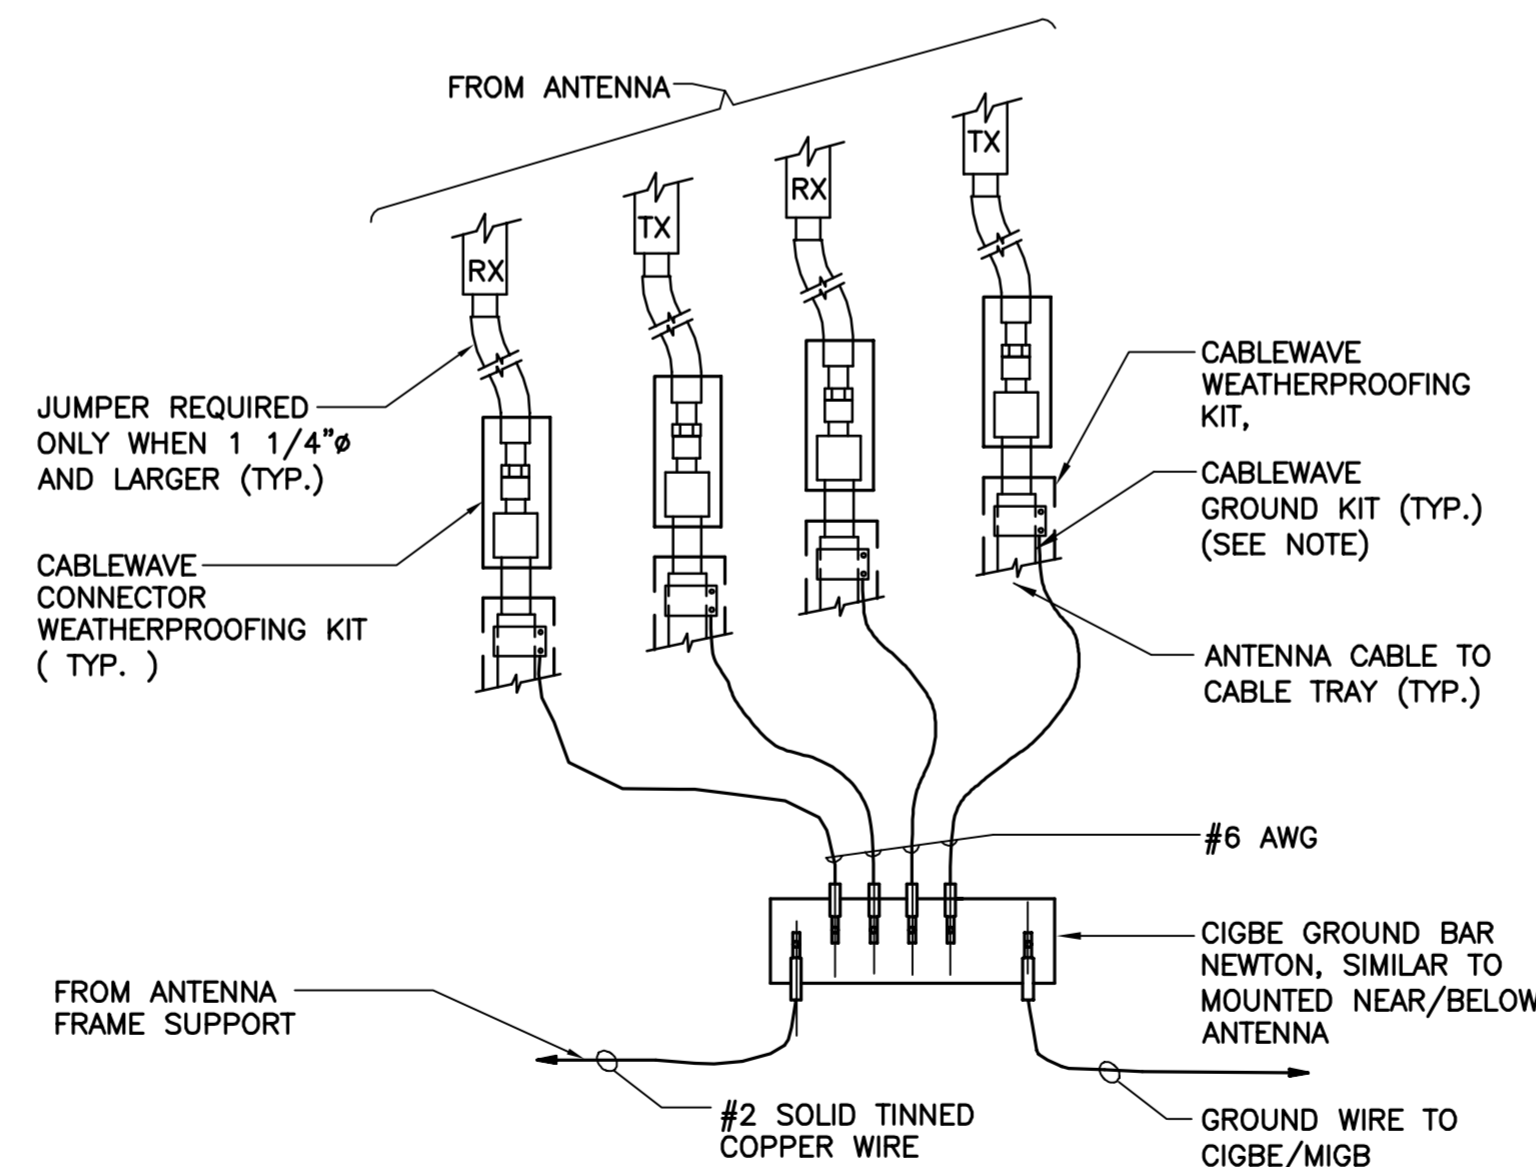 FROM ANTENNA
TX
RX
TX
RX
JUMPER REQUIRED
ONLY WHEN 1 1/4"ø
AND LARGER (TYP.)
CABLEWAVE
CONNECTOR
WEATHERPROOFING KIT
( TYP. )
CABLEWAVE
WEATHERPROOFING
KIT,
CABLEWAVE
GROUND KIT (TYP.)
(SEE NOTE)
ANTENNA CABLE TO
CABLE TRAY (TYP.)
#6 AWG
CIGBE GROUND BAR
NEWTON, SIMILAR TO
MOUNTED NEAR/BELOW
ANTENNA
FROM ANTENNA
FRAME SUPPORT
#2 SOLID TINNED
COPPER WIRE
GROUND WIRE TO
CIGBE/MIGB